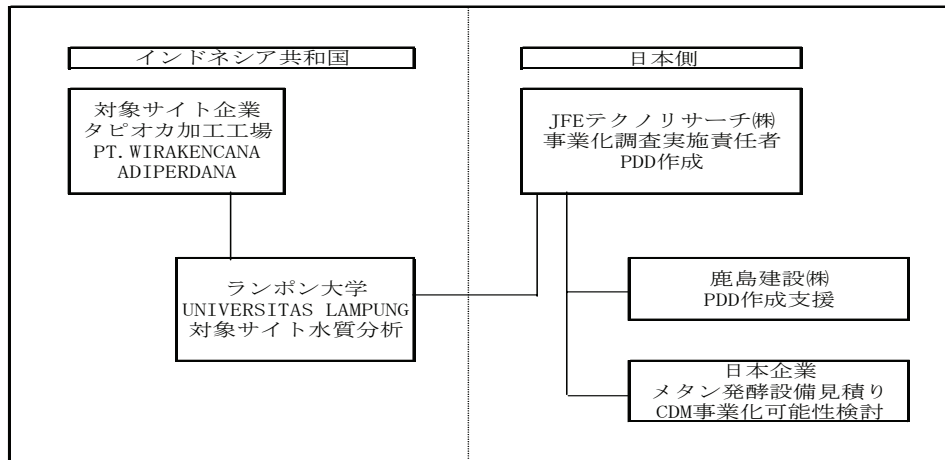 インドネシア共和国
対象サイト企業
タピオカ加工工場
PT.WIRAKENCANA
ADIPERDANA
ランポン大学
UNIVERSITAS LAMPUNG
対象サイト水質分析
日本側
JFEテクノリサーチ㈱
事業化調査実施責任者
PDD作成
鹿島建設㈱
PDD作成支援
日本企業
メタン発酵設備見積り
CDM事業化可能性検討